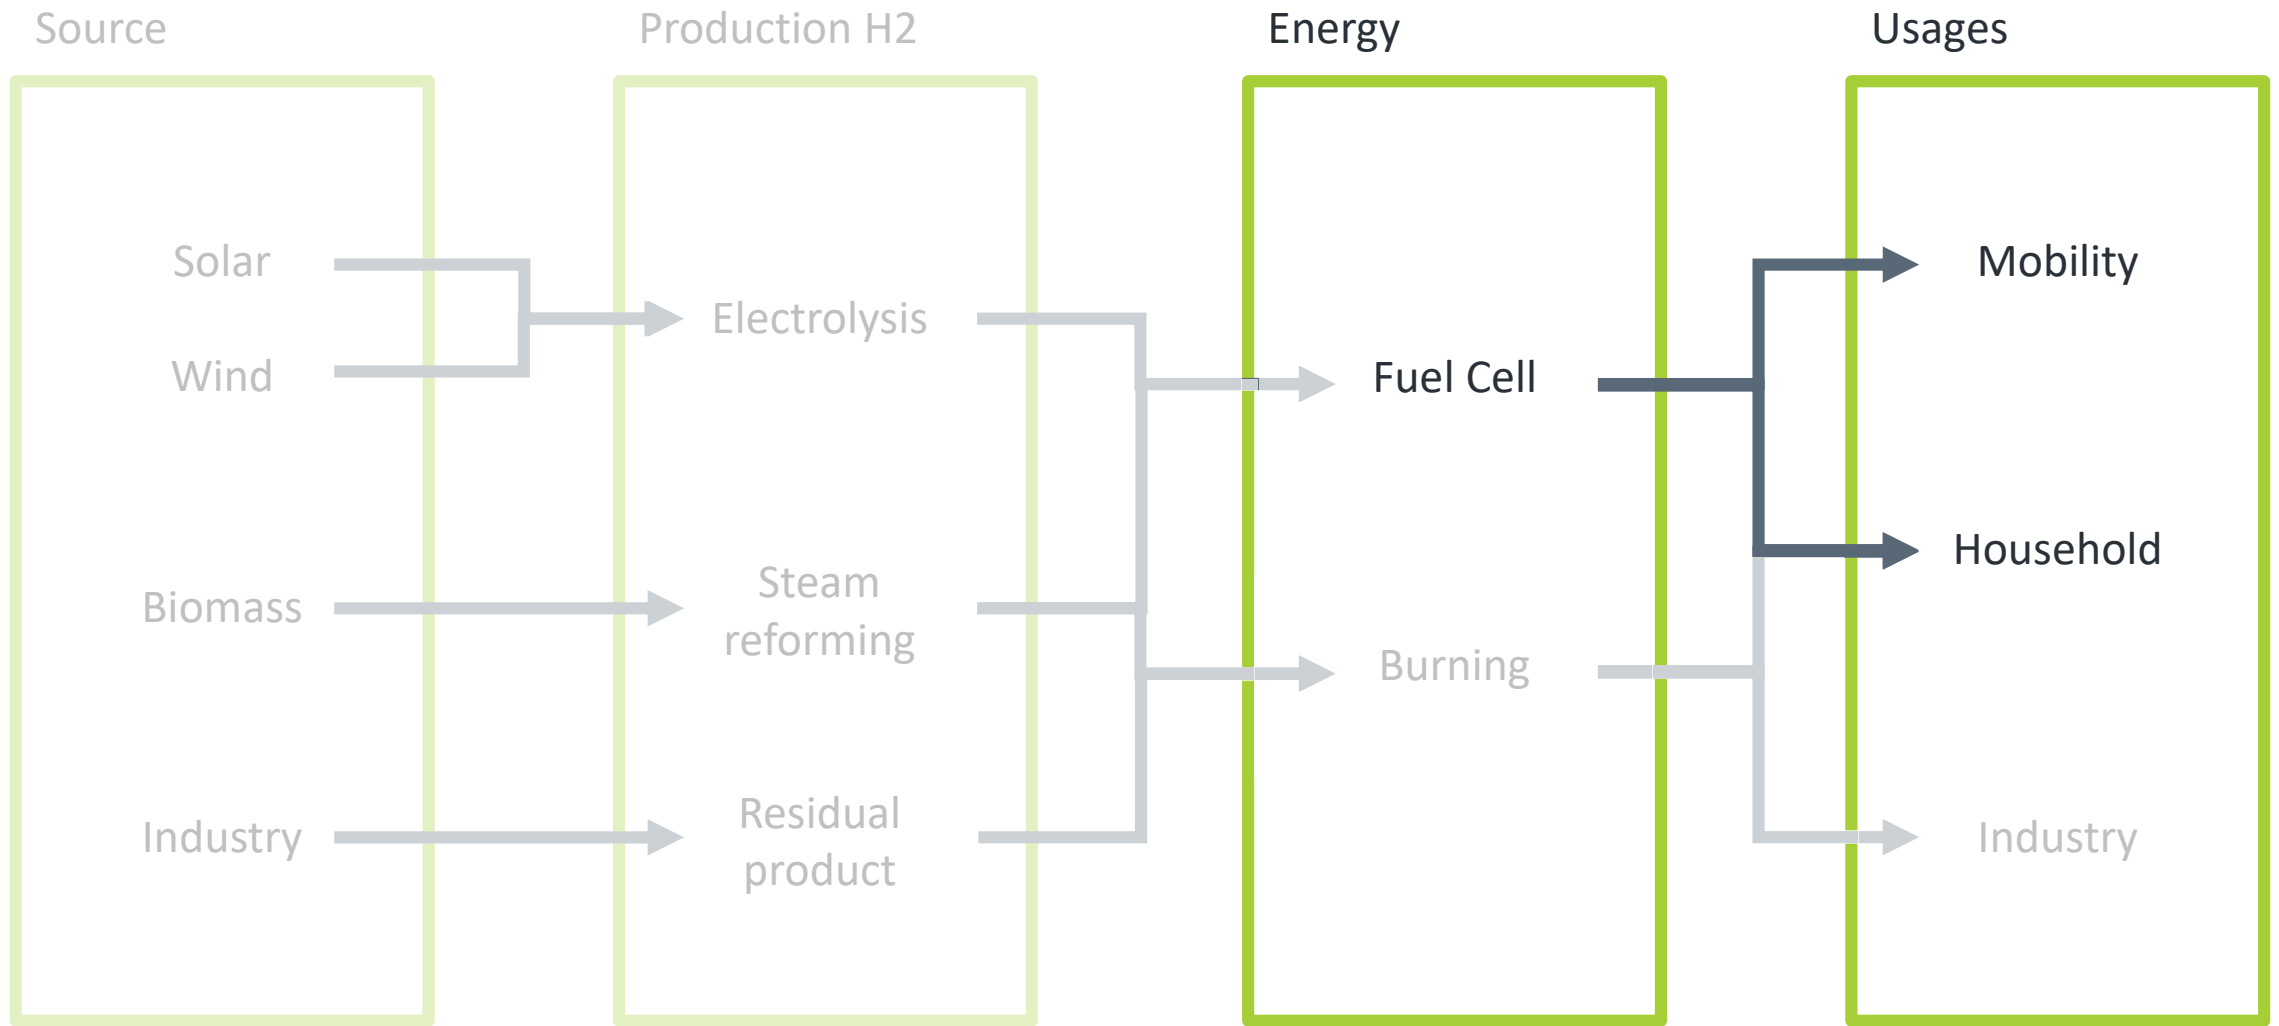 Source
Production H2
Energy
Usages
Solar
Wind
Biomass
Industry
Electrolysis
Steam
reforming
Residual
product
Fuel Cell
Burning
Mobility
Household
Industry